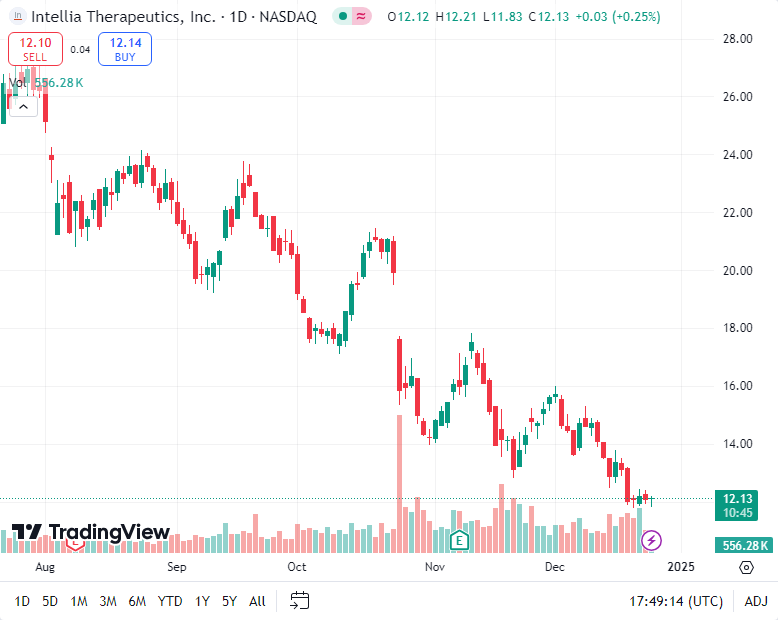 Intellia Therapeutics, Inc. · 1D · NASDAQ O12.12 H12.21 L11.83 C12.13 +0.03 (+0.25%)
12.10 SELL 0.04 12.14 BUY
Vol 556.28K
28.00
26.00
24.00
22.00
20.00
18.00
16.00
14.00
12.13
10:45
TradingView
E
E
556.28K
Aug Sep Oct Nov Dec 2025
1D 5D 1M 3M 6M YTD 1Y 5Y All 17:49:14 (UTC) ADJ